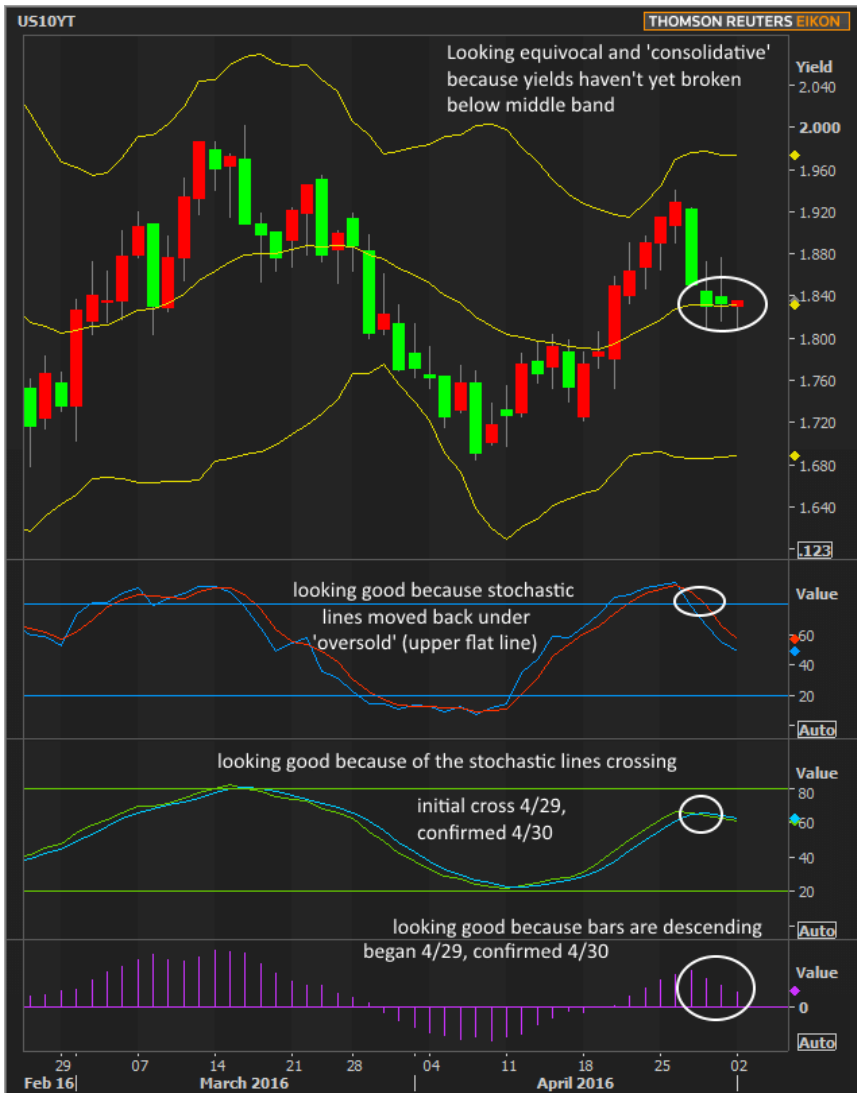 US10YT
THOMSON REUTERS EIKON
Looking equivocal and 'consolidative'
because yields haven't yet broken
below middle band
Yield
2.040
2.000
1.960
1.920
1.880
1.840
1.800
1.760
1.720
1.680
1.640
.123
looking good because stochastic
lines moved back under
'oversold' (upper flat line)
Value
60
40
20
Auto
looking good because of the stochastic lines crossing
initial cross 4/29,
confirmed 4/30
Value
80
60
40
20
Auto
looking good because bars are descending
began 4/29, confirmed 4/30
Value
0
Auto
29 07 14 21 28 04 11 18 25 02
Feb 16 March 2016 April 2016